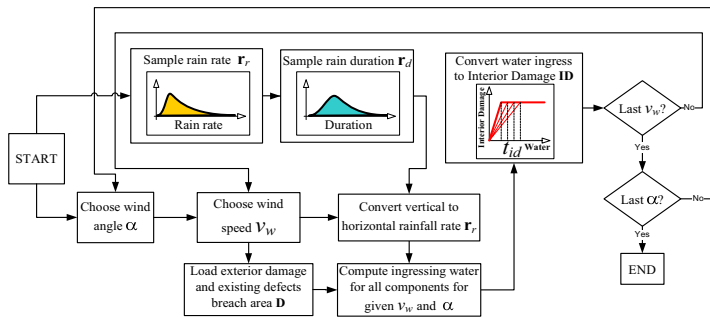 Sample rain rate r_r
Rain rate
Sample rain duration r_d
Duration
Convert water ingress
to Interior Damage ID
Interior Damage
t_id
Water
Last v_w?
No
Yes
START
Choose wind
angle α
Choose wind
speed v_w
Convert vertical to
horizontal rainfall rate r_r
Last α?
No
Yes
Load exterior damage
and existing defects
breach area D
Compute ingressing water
for all components for
given v_w and α
END